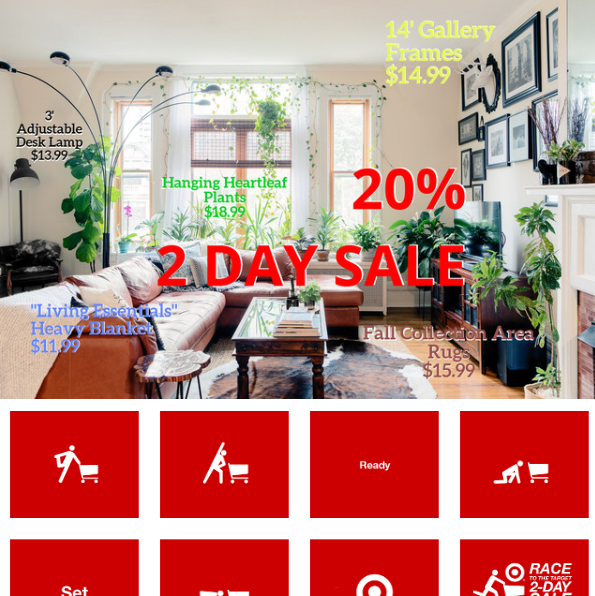 14' Gallery
Frames
$14.99
3'
Adjustable
Desk Lamp
$13.99
Hanging Heartleaf
Plants
$18.99
20%
2 DAY SALE
"Living Essentials"
Heavy Blanket
$11.99
Fall Collection Area
Rugs
$15.99
Ready
Set
RACE
TO THE TARGET
2-DAY
SALE